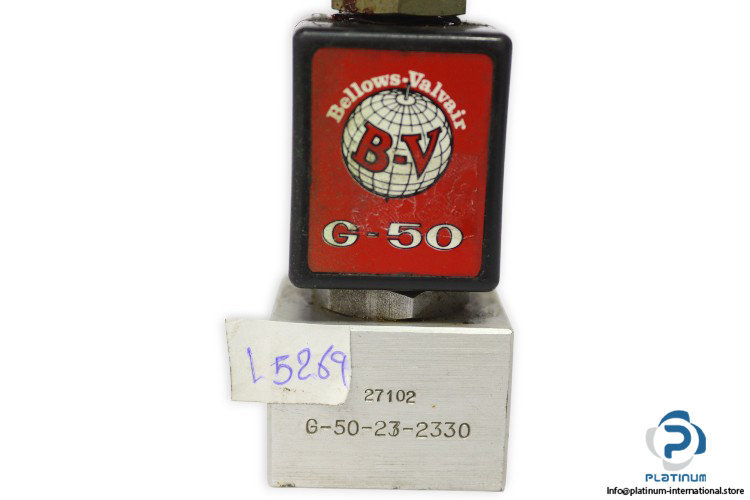 Bellows-Valvair
B-V
G-50
L5269
27102
G-50-23-2330
PLATINUM
Info@platinum-international.store